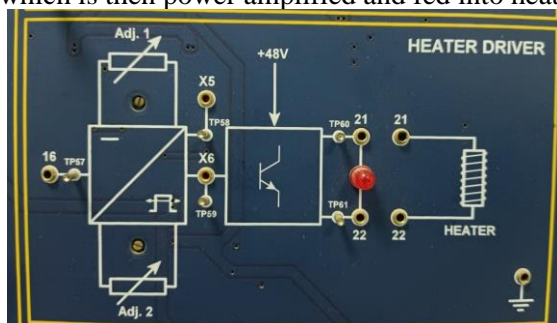 which is then power amplified and fed into heat
Adj. 1
+48V
HEATER DRIVER
X5
TP58
TP60
21
21
16
TP57
X6
TP59
TP61
22
22
HEATER
Adj. 2